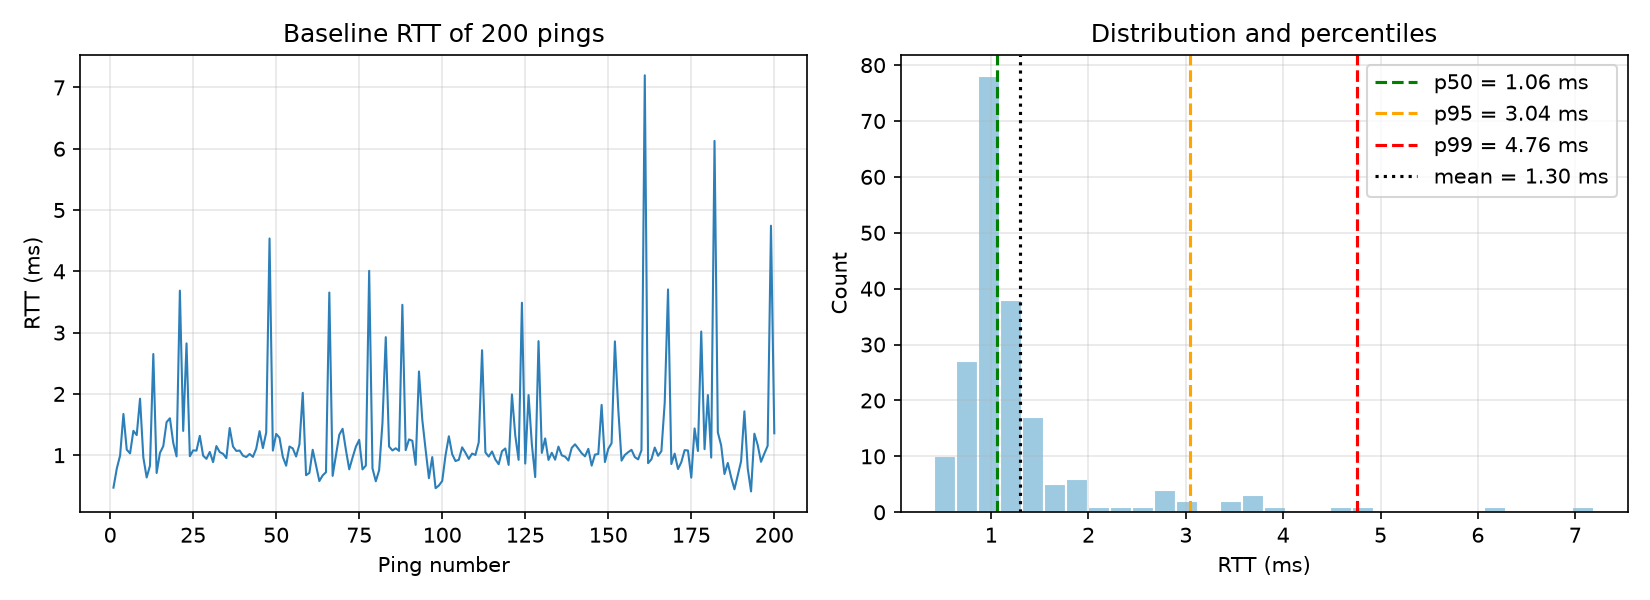 Baseline RTT of 200 pings
RTT (ms)
7
6
5
4
3
2
1
0 25 50 75 100 125 150 175 200
Ping number
Distribution and percentiles
Count
80
70
60
50
40
30
20
10
0
p50 = 1.06 ms
p95 = 3.04 ms
p99 = 4.76 ms
mean = 1.30 ms
1 2 3 4 5 6 7
RTT (ms)